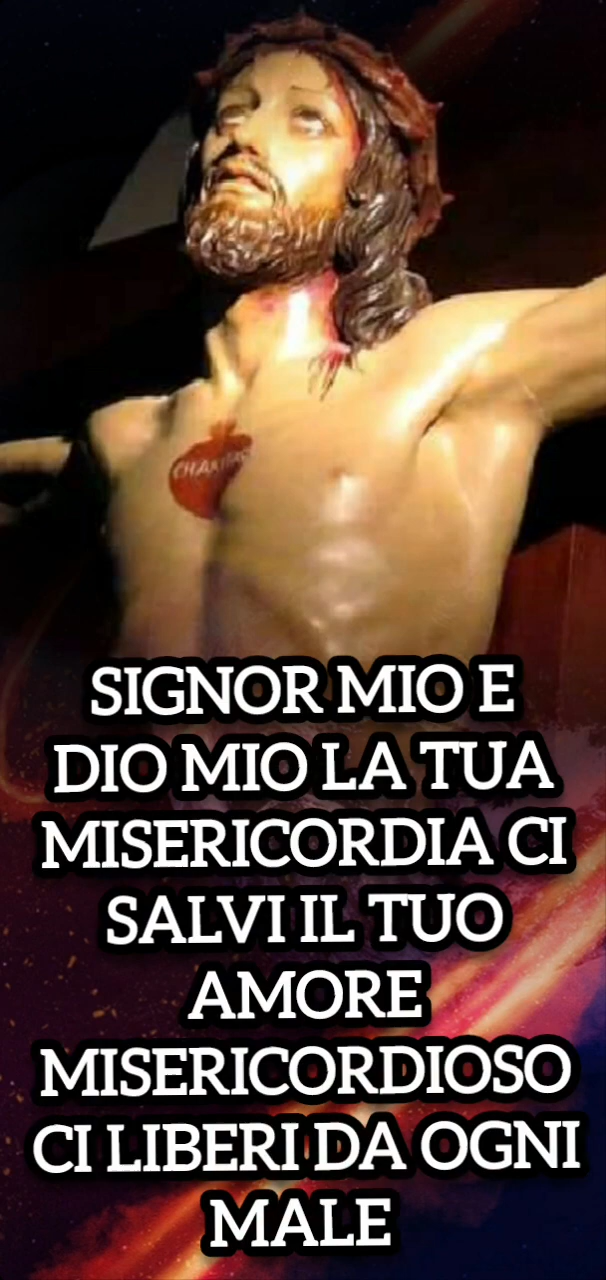 SIGNOR MIO E
DIO MIO LA TUA
MISERICORDIA CI
SALVI IL TUO
AMORE
MISERICORDIOSO
CI LIBERI DA OGNI
MALE